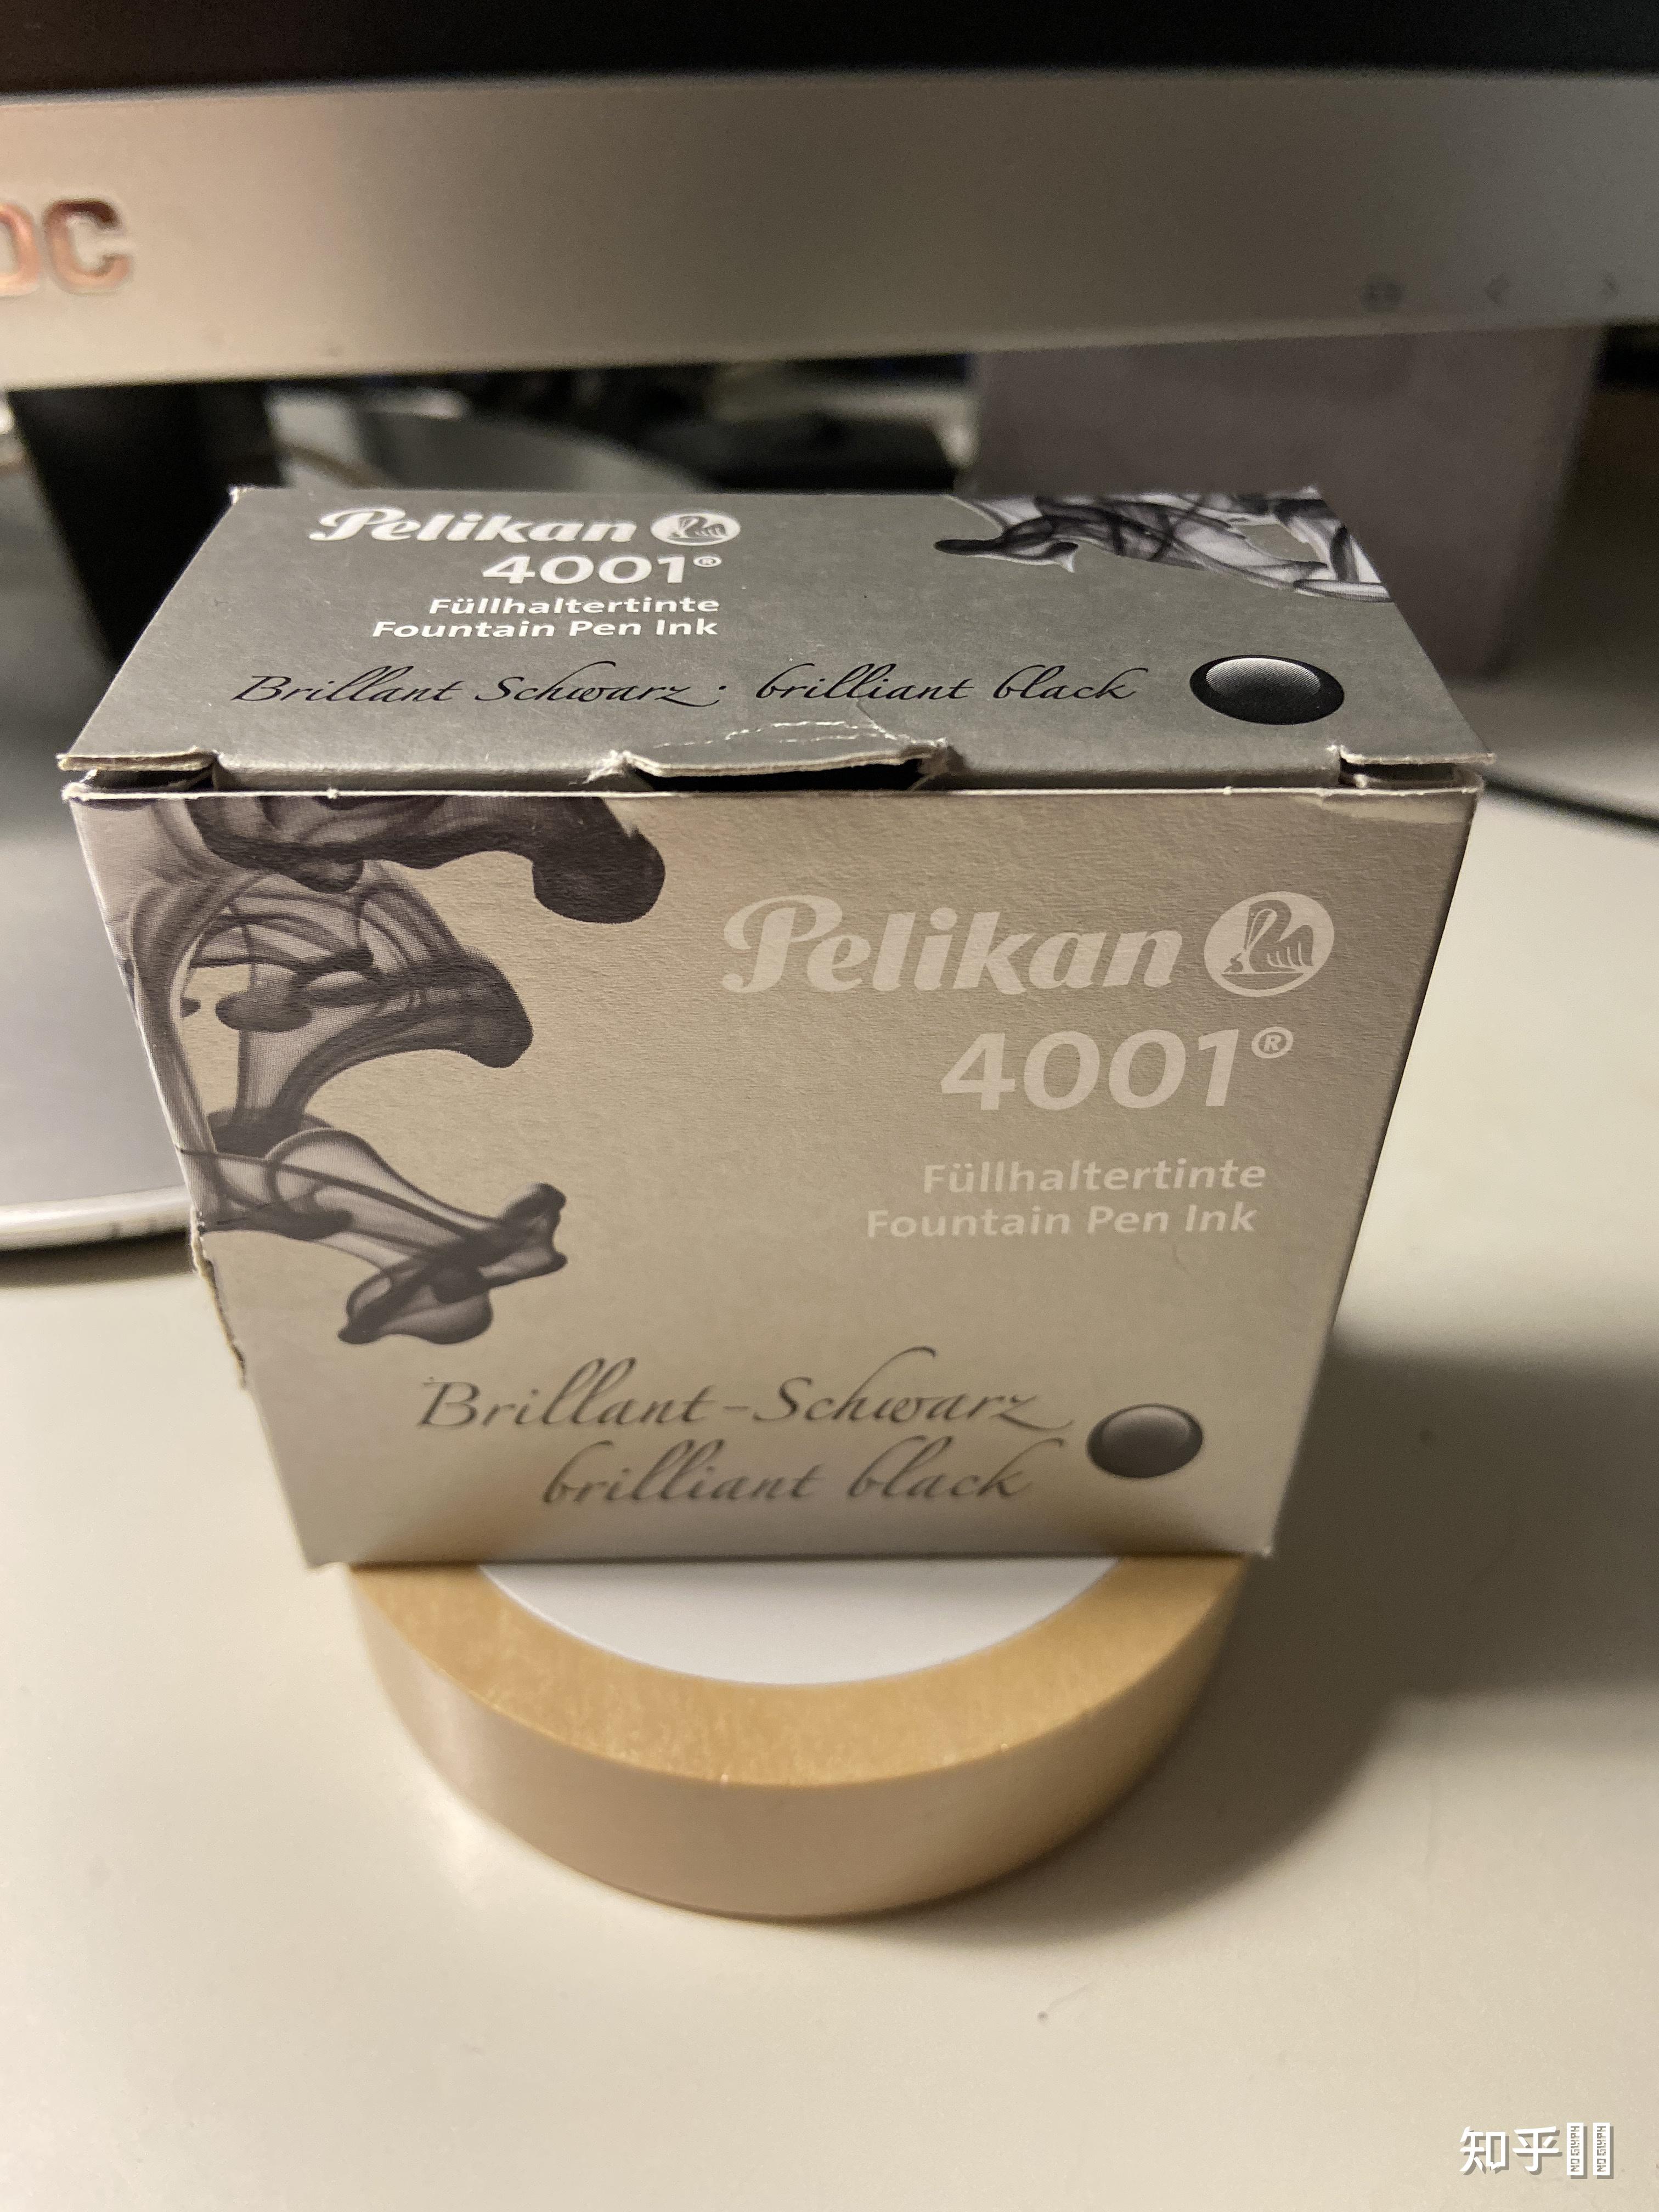 Pelikan
4001®
Füllhaltertinte
Fountain Pen Ink
Brillant Schwarz · brilliant black
Pelikan
4001®
Füllhaltertinte
Fountain Pen Ink
Brillant-Schwarz
brilliant black
知乎